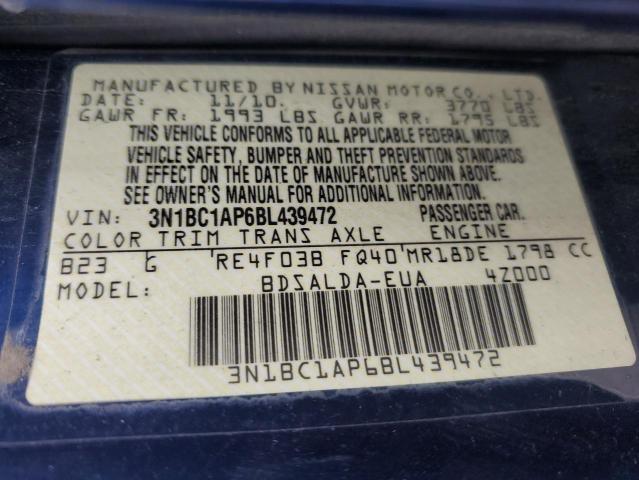 MANUFACTURED BY NISSAN MOTOR CO., LTD.
DATE: 11/10. GVWR: 3770 LBS
GAWR FR: 1993 LBS GAWR RR: 1795 LBS
THIS VEHICLE CONFORMS TO ALL APPLICABLE FEDERAL MOTOR
VEHICLE SAFETY, BUMPER AND THEFT PREVENTION STANDARDS
IN EFFECT ON THE DATE OF MANUFACTURE SHOWN ABOVE.
SEE OWNER'S MANUAL FOR ADDITIONAL INFORMATION.
VIN: 3N1BC1AP6BL439472 PASSENGER CAR.
COLOR TRIM TRANS AXLE ENGINE
B23 G 'RE4F03B FQ40'MR18DE 1798 CC
MODEL: BDSALDA-EUA 4Z000
3N1BC1AP6BL439472